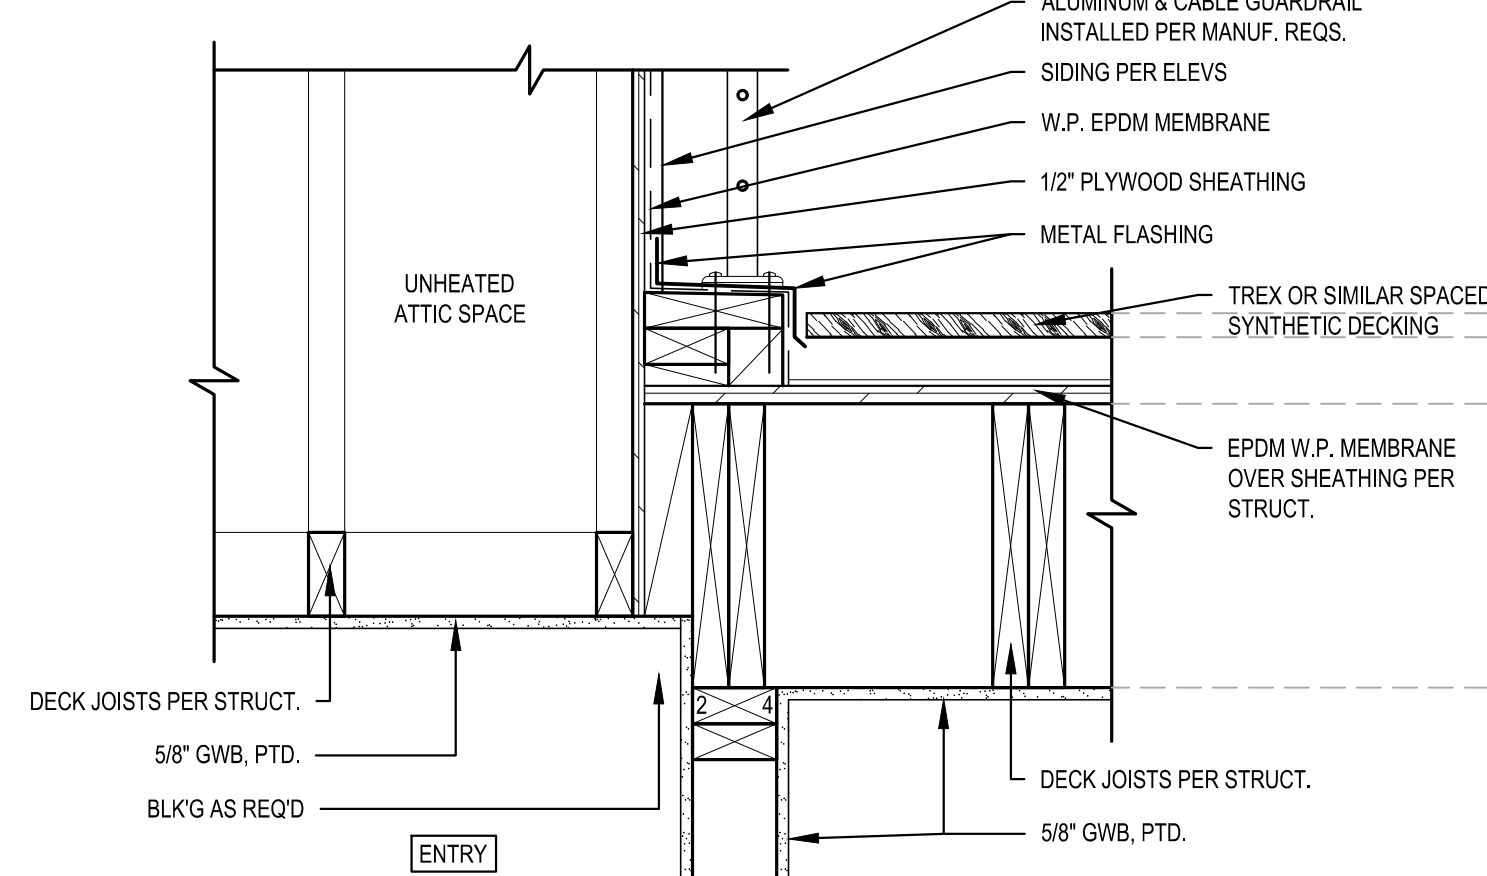 ALUMINUM & CABLE GUARDRAIL
INSTALLED PER MANUF. REQS.
SIDING PER ELEVS
W.P. EPDM MEMBRANE
1/2" PLYWOOD SHEATHING
METAL FLASHING
UNHEATED
ATTIC SPACE
TREX OR SIMILAR SPACED
SYNTHETIC DECKING
EPDM W.P. MEMBRANE
OVER SHEATHING PER
STRUCT.
DECK JOISTS PER STRUCT.
5/8" GWB, PTD.
BLK'G AS REQ'D
ENTRY
2 4
DECK JOISTS PER STRUCT.
5/8" GWB, PTD.